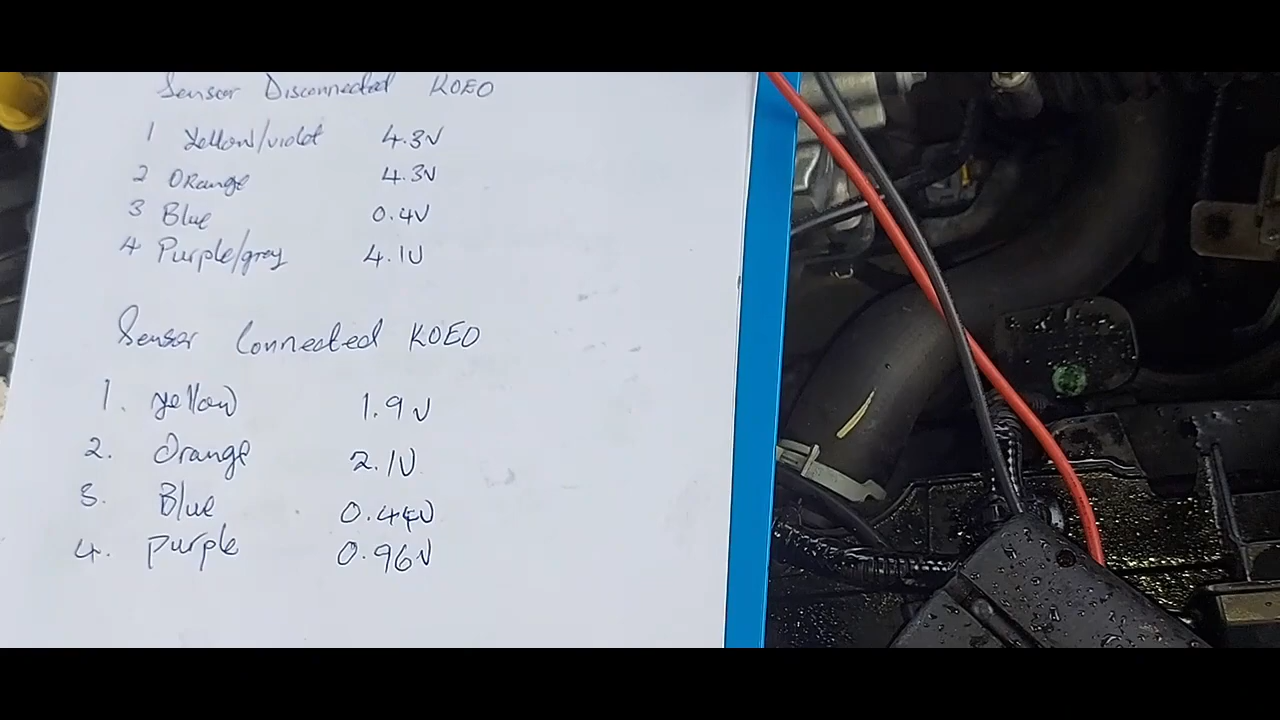 Sensor Disconnected KOEO
1 Yellow/violet 4.3V
2 Orange 4.3V
3 Blue 0.4V
4 Purple/grey 4.1V
Sensor Connected KOEO
1. Yellow 1.9V
2. Orange 2.1V
3. Blue 0.44V
4. Purple 0.96V